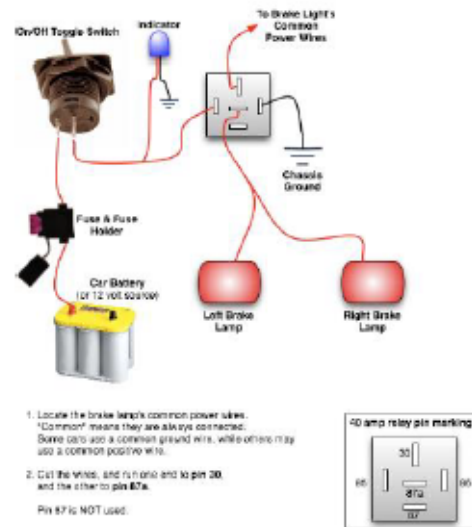 To Brake Light's
Common
Power Wires
Indicator
On/Off Toggle Switch
Chassis
Ground
Fuse & Fuse
Holder
Car Battery
(or 12 volt source)
Left Brake
Lamp
Right Brake
Lamp
1. Locate the brake lamp's common power wires.
"Common" means they are always connected.
Some cars use a common ground wire, while others may
use a common positive wire.
2. Cut the wires, and run one end to pin 30,
and the other to pin 87a.
Pin 87 is NOT used.
40 amp relay pin marking
30
87a
87